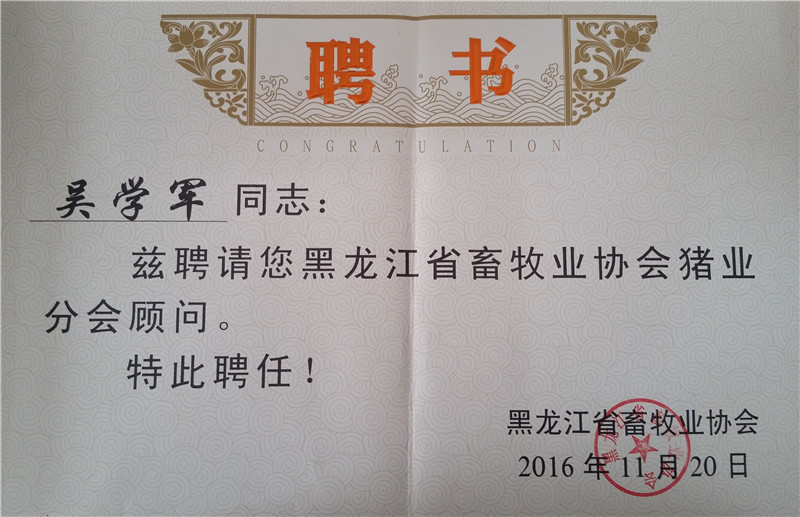 聘书
CONGRATULATION
吴学军 同志：
兹聘请您黑龙江省畜牧业协会猪业
分会顾问。
特此聘任！
黑龙江省畜牧业协会
2016年11月20日